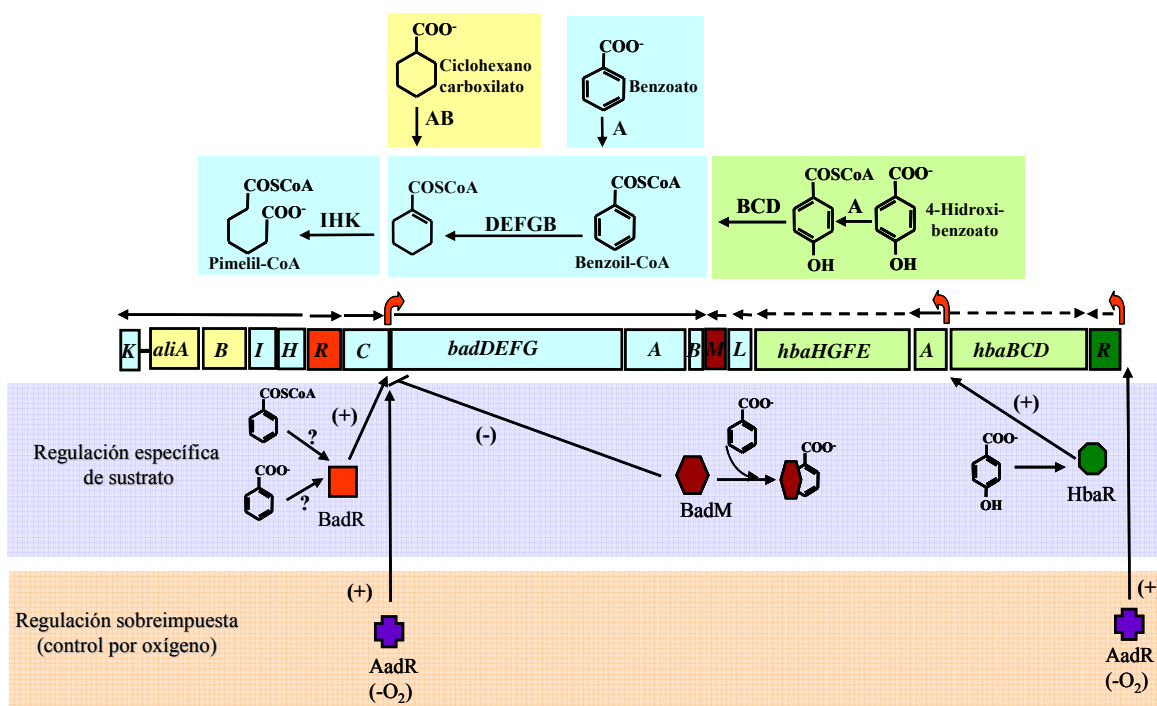 COO-
Ciclohexano
carboxilato
AB
COO-
Benzoato
A
COSCoA
COO-
Pimelil-CoA
IHK
COSCoA
DEFGB
COSCoA
Benzoil-CoA
BCD
COSCoA
OH
A
COO-
OH
4-Hidroxi-
benzoato
K aliA B I H R C badDEFG A B M L hbaHGFE A hbaBCD R
Regulación específica
de sustrato
COSCoA
?
COO-
?
BadR
(+)
(-)
BadM
COO-
COO-
COO-
OH
(+)
HbaR
Regulación sobreimpuesta
(control por oxígeno)
(+)
AadR
(-O2)
(+
AadR
(-O2)